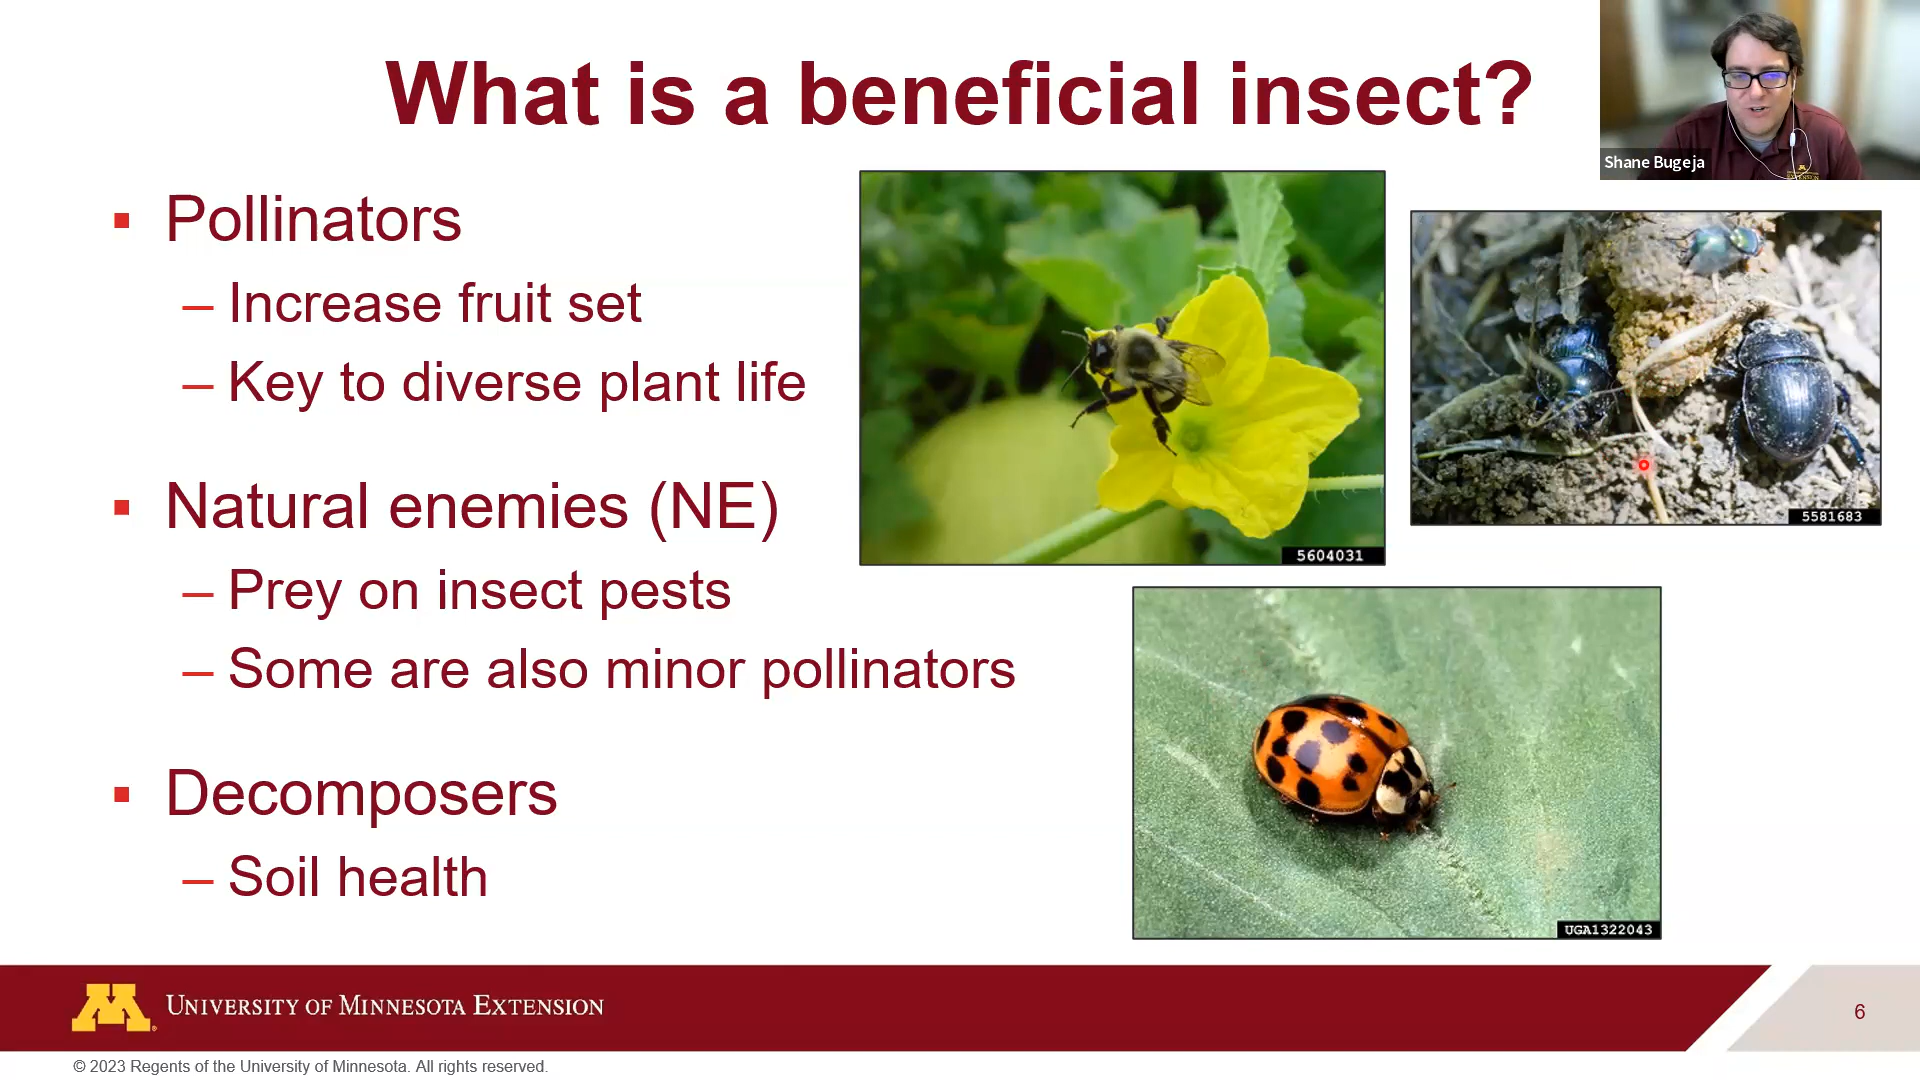 What is a beneficial insect?
Shane Bugeja
▪ Pollinators
– Increase fruit set
– Key to diverse plant life
▪ Natural enemies (NE)
– Prey on insect pests
– Some are also minor pollinators
▪ Decomposers
– Soil health
5604031
5581683
UGA1322043
University of Minnesota Extension
6
© 2023 Regents of the University of Minnesota. All rights reserved.